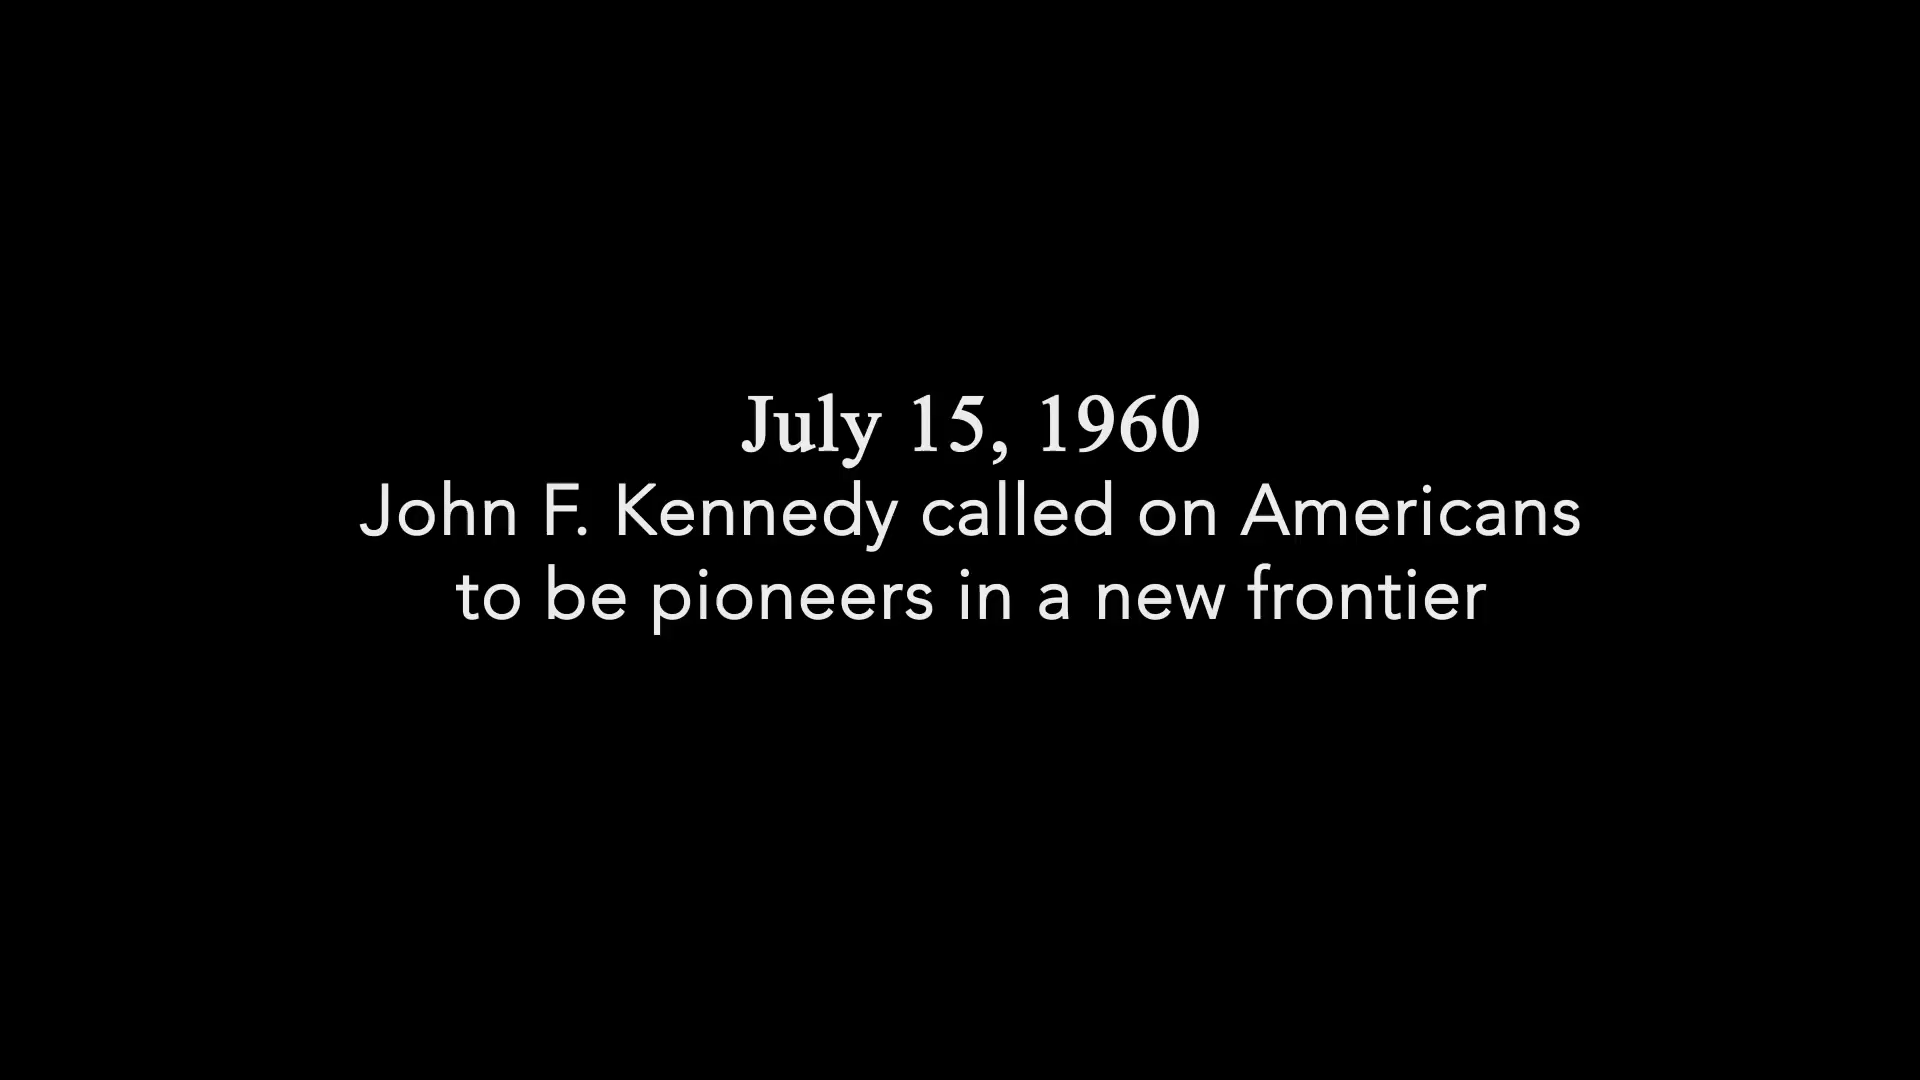 July 15, 1960
John F. Kennedy called on Americans
to be pioneers in a new frontier